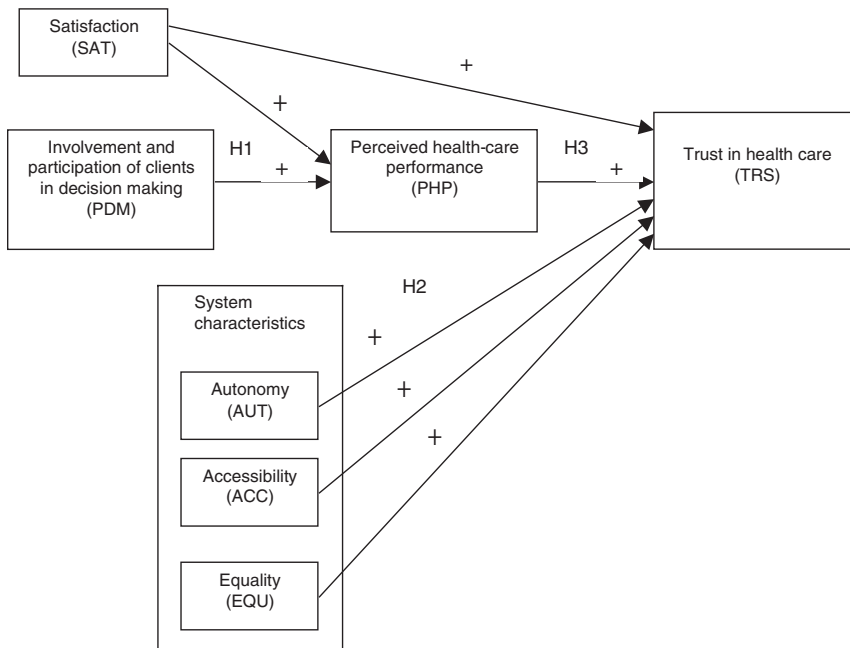 Satisfaction
(SAT)
+
+
Involvement and
participation of clients
in decision making
(PDM)
H1
+
Perceived health-care
performance
(PHP)
H3
+
Trust in health care
(TRS)
H2
System
characteristics
+
Autonomy
(AUT)
+
Accessibility
(ACC)
+
Equality
(EQU)